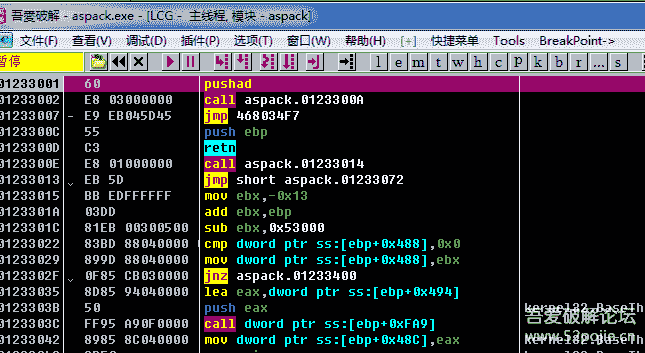 吾爱破解 - aspack.exe - [LCG - 主线程, 模块 - aspack]
文件(F) 查看(V) 调试(D) 插件(P) 选项(T) 窗口(W) 帮助(H) [+] 快捷菜单 Tools BreakPoint->
暂停 l e m t w h c p k b r ... s
01233001 60 pushad
01233002 E8 03000000 call aspack.0123300A
01233007 - E9 EB045D45 jmp 468034F7
0123300C 55 push ebp
0123300D C3 retn
0123300E E8 01000000 call aspack.01233014
01233013 EB 5D jmp short aspack.01233072
01233015 BB EDFFFFFF mov ebx,-0x13
0123301A 03DD add ebx,ebp
0123301C 81EB 00300500 sub ebx,0x53000
01233022 83BD 88040000 cmp dword ptr ss:[ebp+0x488],0x0
01233029 899D 88040000 mov dword ptr ss:[ebp+0x488],ebx
0123302F 0F85 CB030000 jnz aspack.01233400
01233035 8D85 94040000 lea eax,dword ptr ss:[ebp+0x494]
0123303B 50 push eax kernel32.BaseTh
0123303C FF95 A90F0000 call dword ptr ss:[ebp+0xFA9]
01233042 8985 8C040000 mov dword ptr ss:[ebp+0x48C],eax kernel32.BaseTh
吾爱破解论坛
www.52pojie.cn